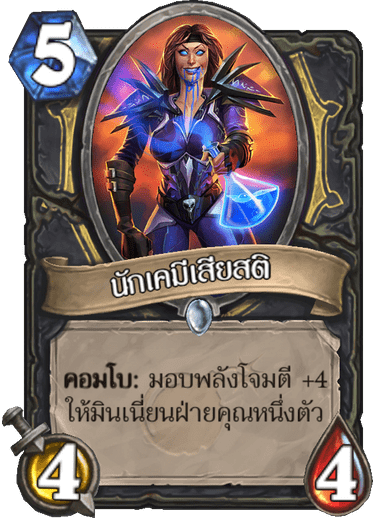 5
นักเคมีเสียสติ
คอมโบ: มอบพลังโจมตี +4
ให้มินเนี่ยนฝ่ายคุณหนึ่งตัว
4
4